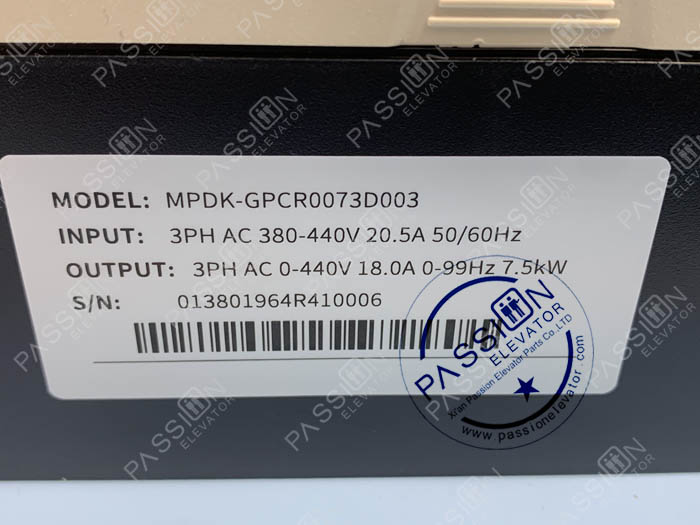 MODEL: MPDK-GPCR0073D003
INPUT: 3PH AC 380-440V 20.5A 50/60Hz
OUTPUT: 3PH AC 0-440V 18.0A 0-99Hz 7.5kW
S/N: 013801964R410006
PASSION
ELEVATOR
Xi'an Passion Elevator Parts Co.,LTD
www.passionelevator.com